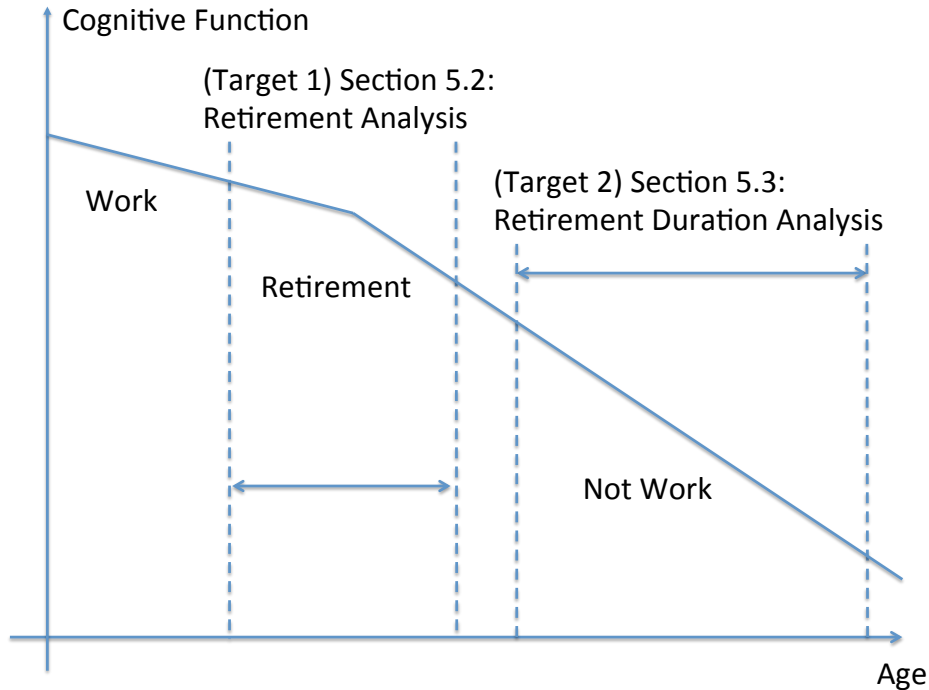 Cognitive Function
(Target 1) Section 5.2:
Retirement Analysis
(Target 2) Section 5.3:
Retirement Duration Analysis
Work
Retirement
Not Work
Age